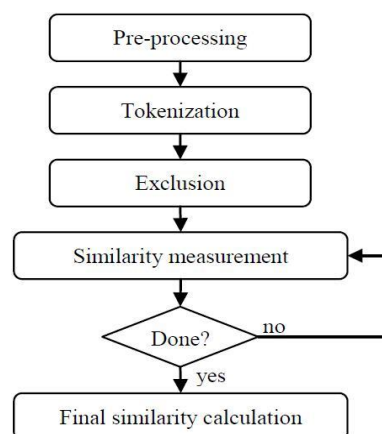 Pre-processing
Tokenization
Exclusion
Similarity measurement
Done?
no
yes
Final similarity calculation